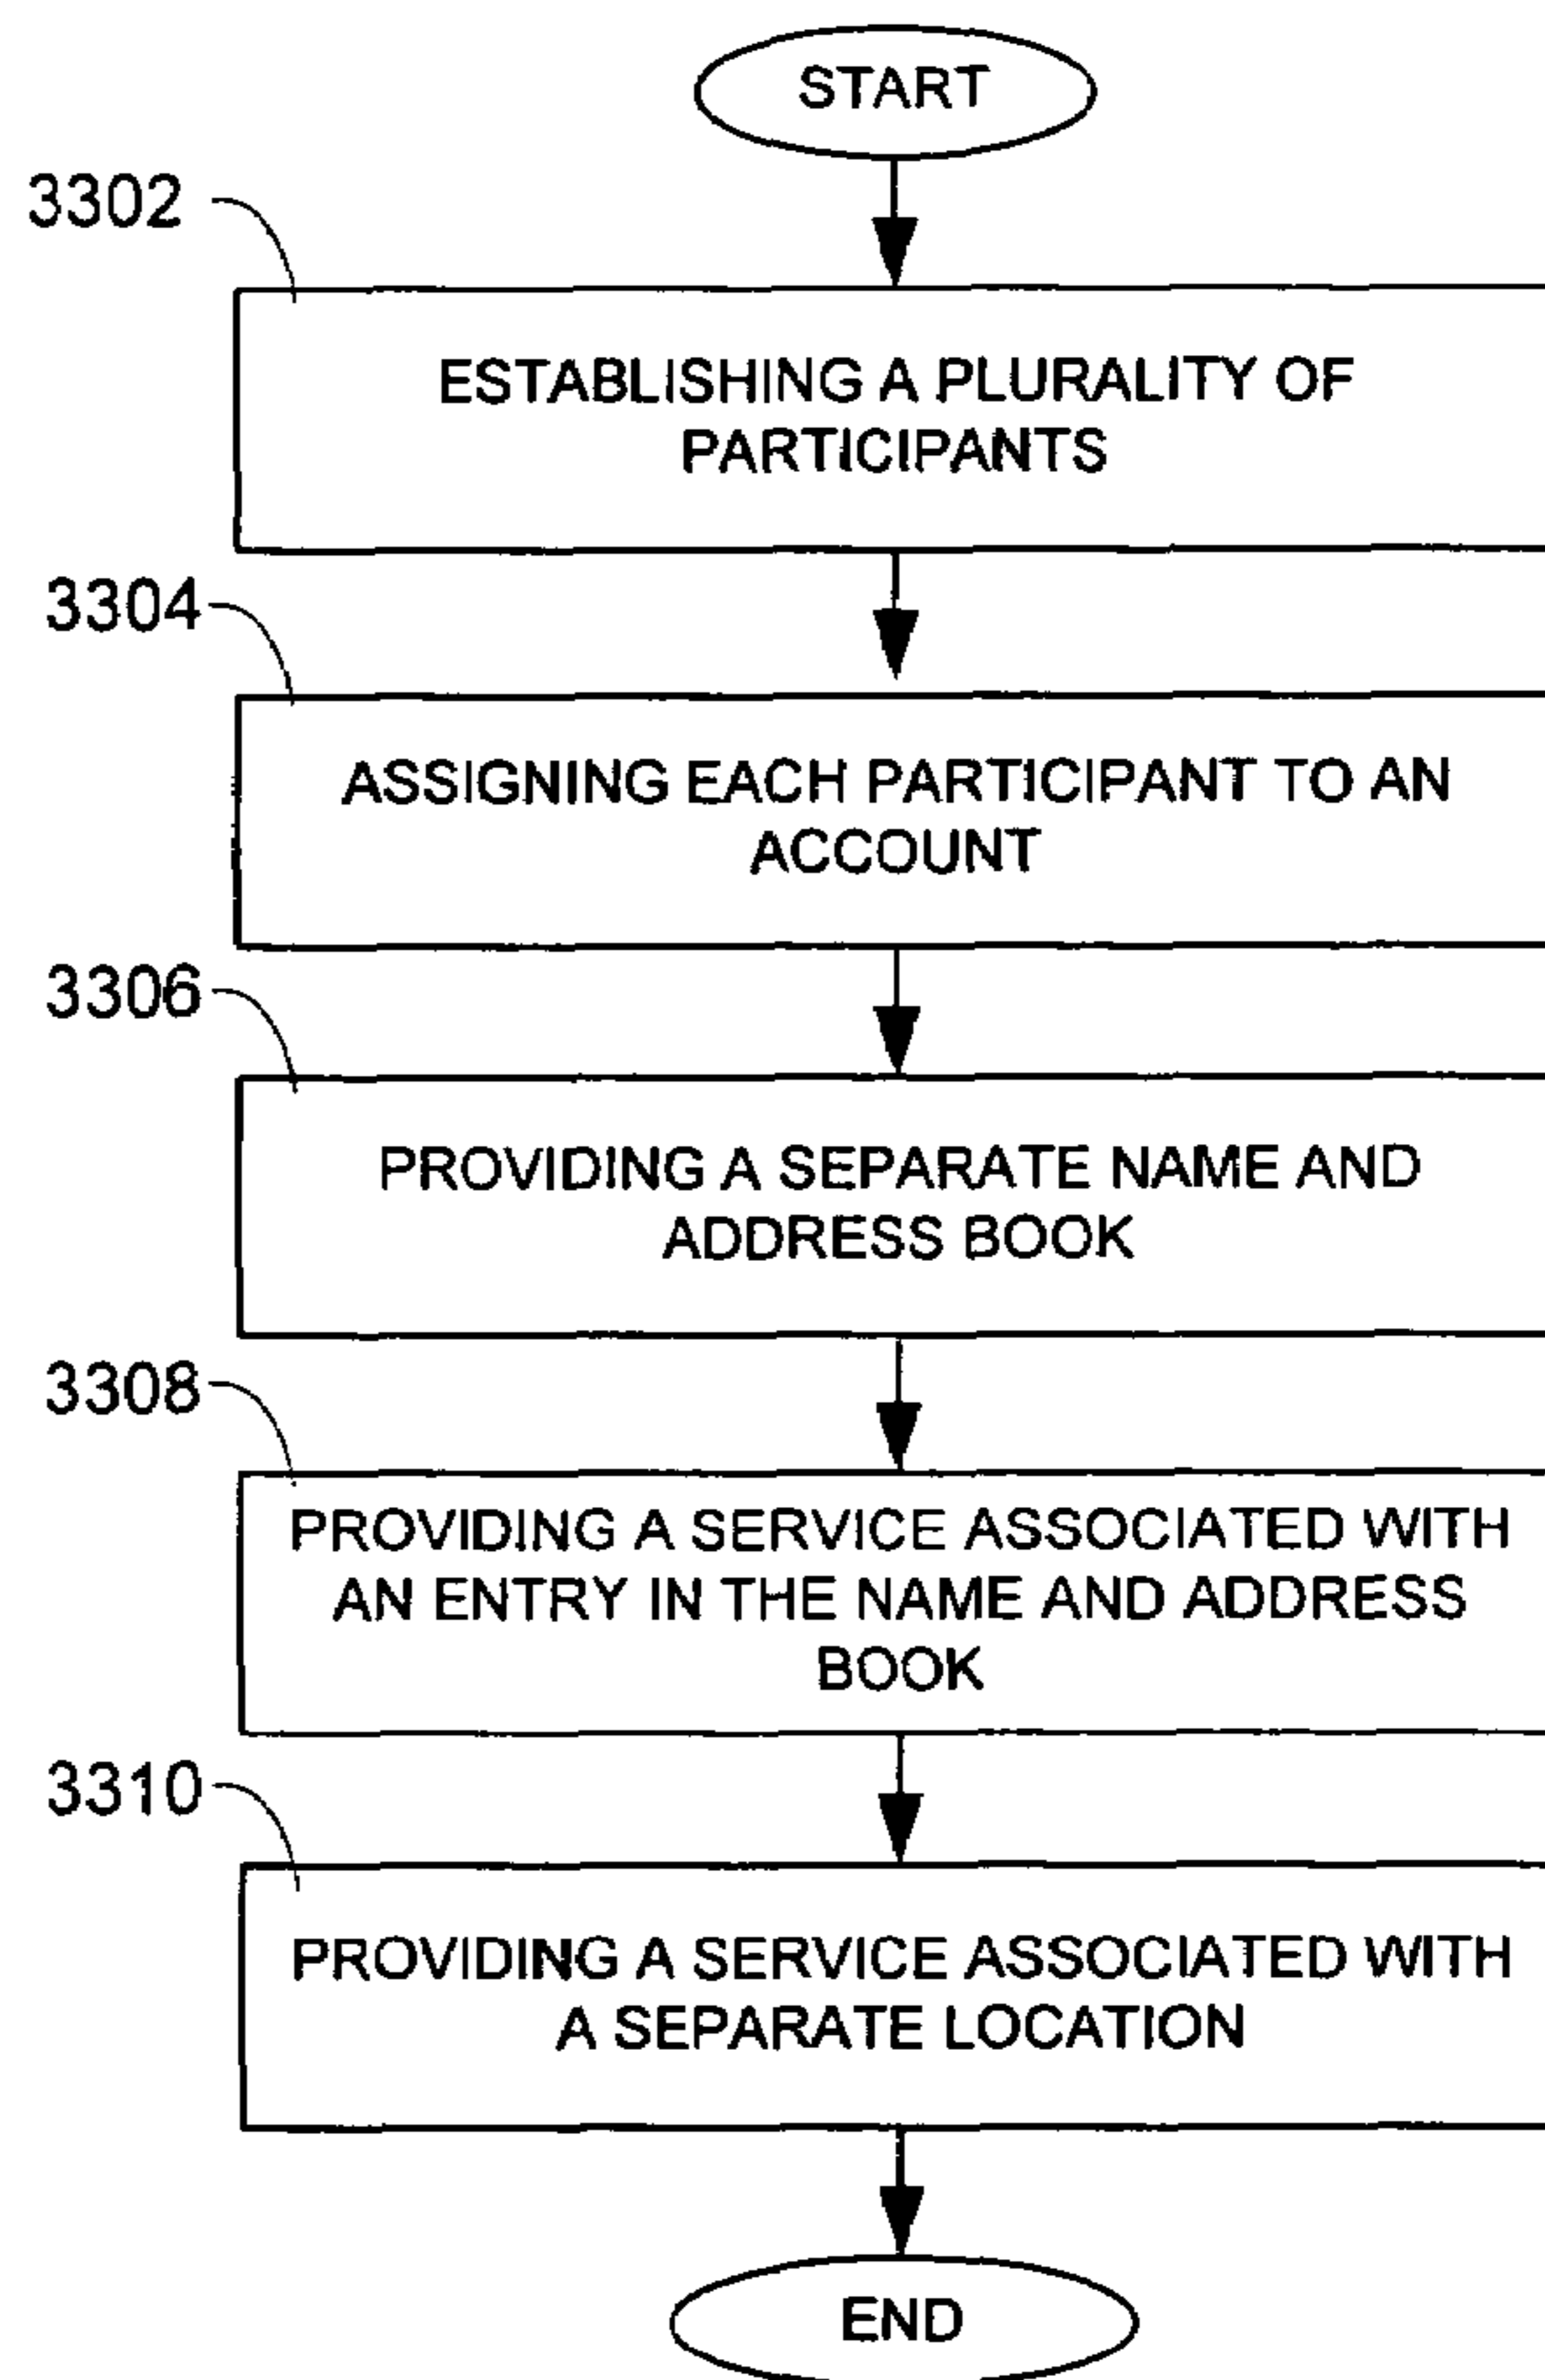 START
3302
ESTABLISHING A PLURALITY OF
PARTICIPANTS
3304
ASSIGNING EACH PARTICIPANT TO AN
ACCOUNT
3306
PROVIDING A SEPARATE NAME AND
ADDRESS BOOK
3308
PROVIDING A SERVICE ASSOCIATED WITH
AN ENTRY IN THE NAME AND ADDRESS
BOOK
3310
PROVIDING A SERVICE ASSOCIATED WITH
A SEPARATE LOCATION
END